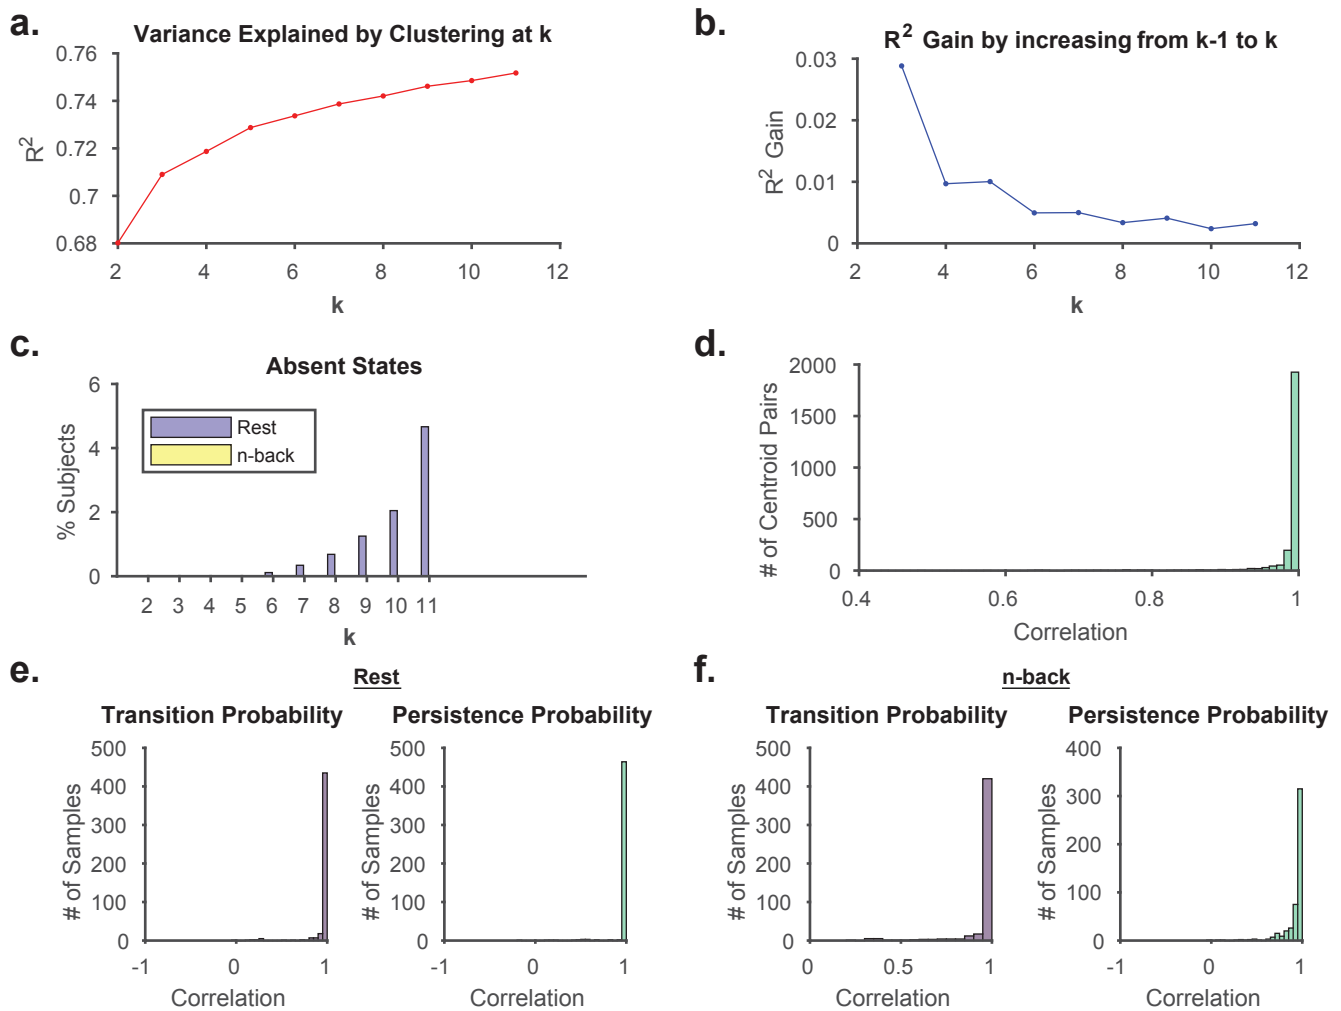 a.
Variance Explained by Clustering at k
0.76
0.74
0.72
0.7
0.68
R²
2 4 6 8 10 12
k
b.
R² Gain by increasing from k-1 to k
0.03
0.02
0.01
0
R² Gain
2 4 6 8 10 12
k
c.
Absent States
6
4
2
0
% Subjects
Rest
n-back
2 3 4 5 6 7 8 9 10 11
k
d.
2000
1500
1000
500
0
# of Centroid Pairs
0.4 0.6 0.8 1
Correlation
e.
Rest
Transition Probability
500
400
300
200
100
0
# of Samples
-1 0 1
Correlation
Persistence Probability
500
400
300
200
100
0
# of Samples
-1 0 1
Correlation
f.
n-back
Transition Probability
500
400
300
200
100
0
# of Samples
0 0.5 1
Correlation
Persistence Probability
400
300
200
100
0
# of Samples
-1 0 1
Correlation